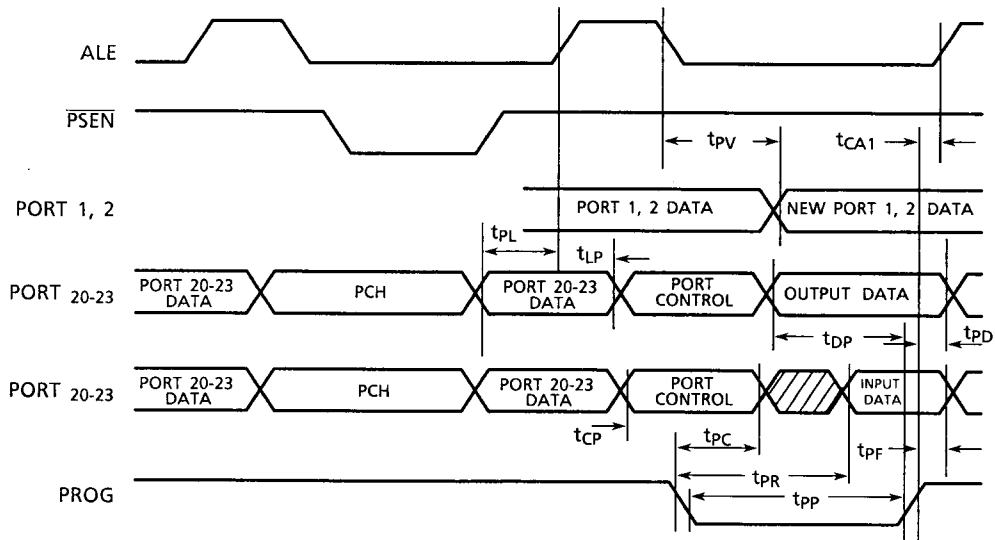 ALE
PSEN
tPV
tCA1
PORT 1, 2
PORT 1, 2 DATA
NEW PORT 1, 2 DATA
tPL
tLP
PORT 20-23
PORT 20-23 DATA
PCH
PORT 20-23 DATA
PORT CONTROL
OUTPUT DATA
tDP
tPD
PORT 20-23
PORT 20-23 DATA
PCH
PORT 20-23 DATA
PORT CONTROL
INPUT DATA
tCP
tPC
tPF
tPR
PROG
tPP